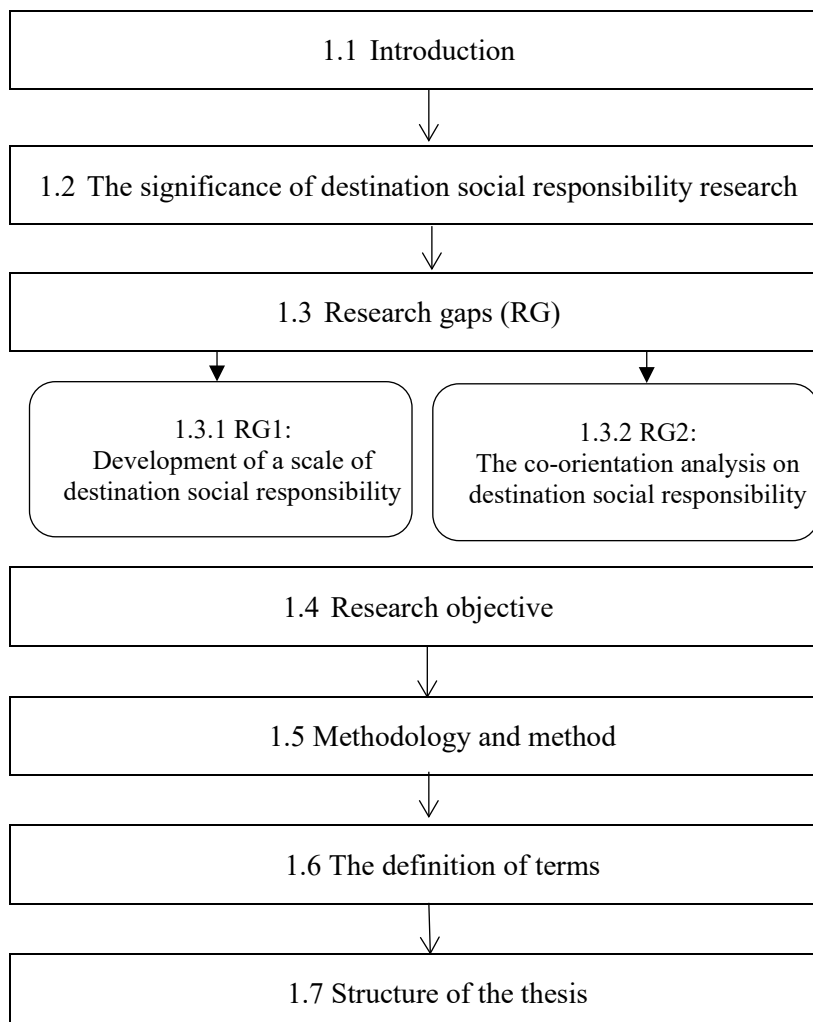 1.1 Introduction
1.2 The significance of destination social responsibility research
1.3 Research gaps (RG)
1.3.1 RG1:
Development of a scale of
destination social responsibility
1.3.2 RG2:
The co-orientation analysis on
destination social responsibility
1.4 Research objective
1.5 Methodology and method
1.6 The definition of terms
1.7 Structure of the thesis